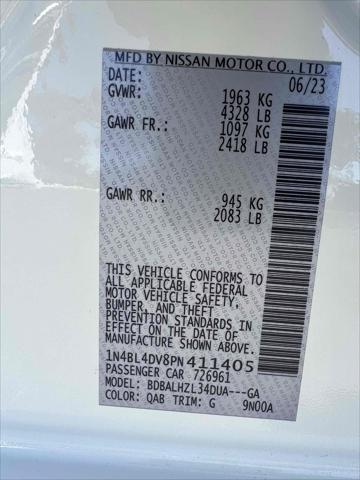 MFD BY NISSAN MOTOR CO., LTD.
DATE: 06/23
GVWR: 1963 KG
4328 LB
GAWR FR.: 1097 KG
2418 LB
GAWR RR.: 945 KG
2083 LB
THIS VEHICLE CONFORMS TO
ALL APPLICABLE FEDERAL
MOTOR VEHICLE SAFETY,
BUMPER, AND THEFT
PREVENTION STANDARDS IN
EFFECT ON THE DATE OF
MANUFACTURE SHOWN ABOVE.
1N4BL4DV8PN411405
PASSENGER CAR 726961
MODEL: BDBALHZL34DUA---GA
COLOR: QAB TRIM: G 9N00A